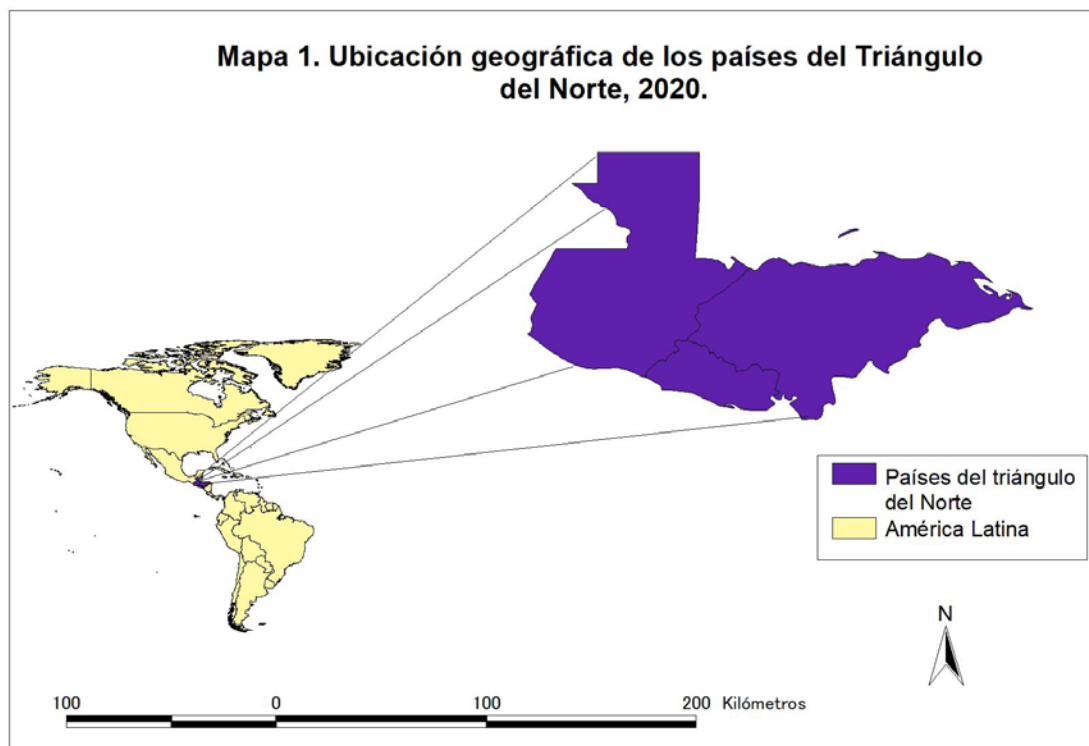 Mapa 1. Ubicación geográfica de los países del Triángulo
del Norte, 2020.
Países del triángulo
del Norte
América Latina
N
100 0 100 200 Kilómetros